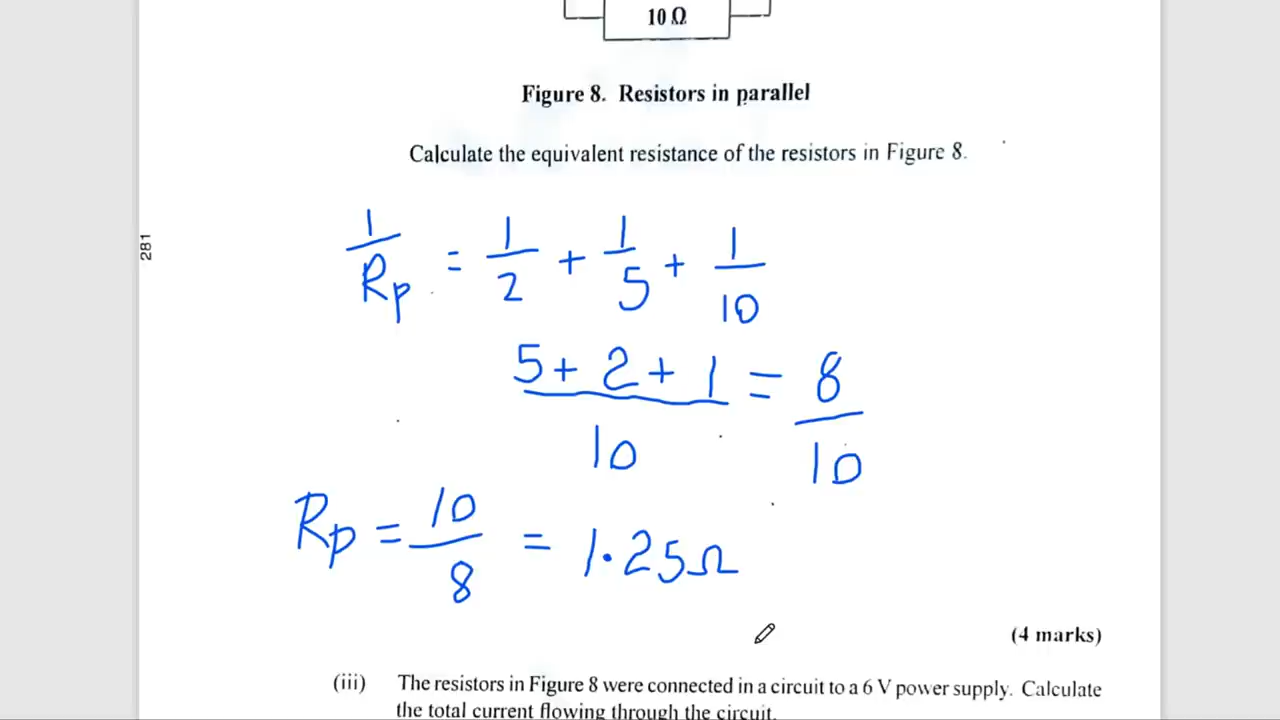 10 Ω
Figure 8. Resistors in parallel
Calculate the equivalent resistance of the resistors in Figure 8.
281
1/Rp = 1/2 + 1/5 + 1/10
5 + 2 + 1 / 10 = 8/10
Rp = 10/8 = 1.25Ω
(4 marks)
(iii) The resistors in Figure 8 were connected in a circuit to a 6 V power supply. Calculate
the total current flowing through the circuit.